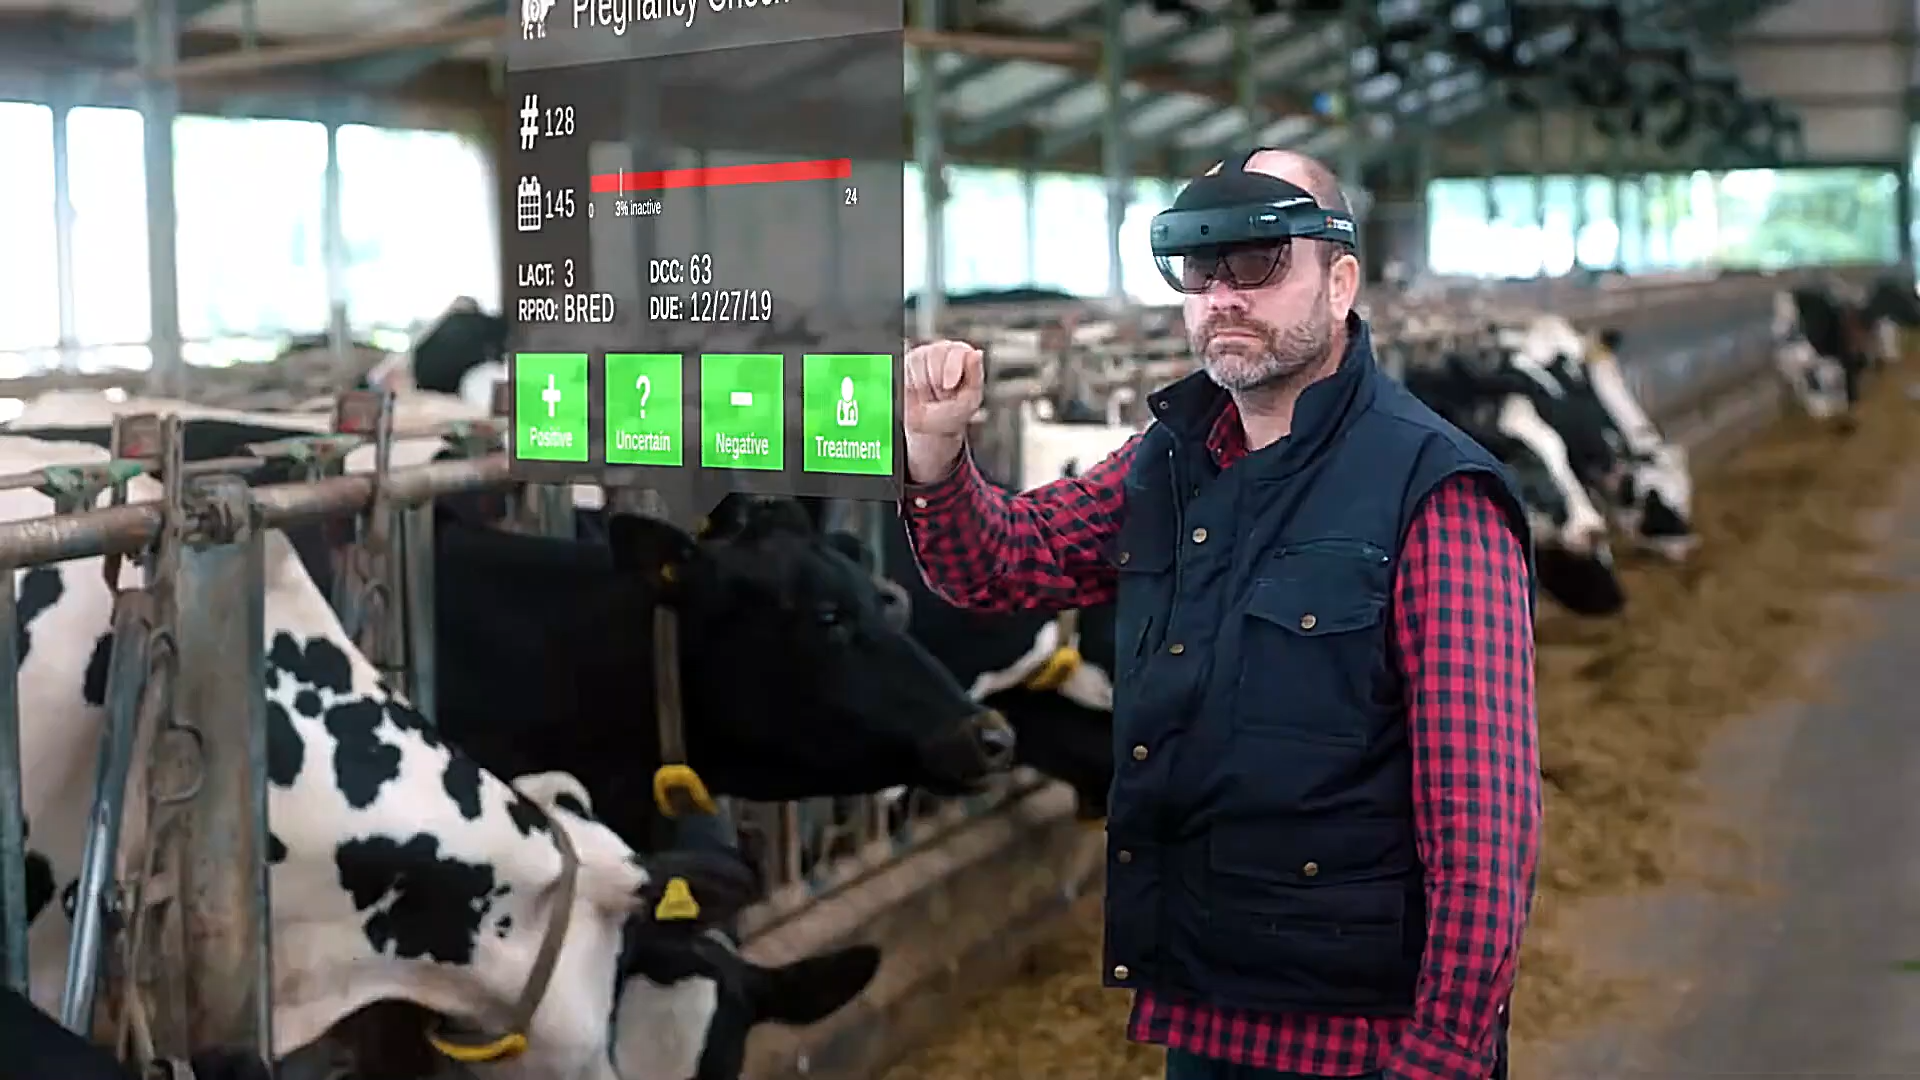 Pregnancy Check
#128
145
0
3% inactive
24
LACT: 3
DCC: 63
RPRO: BRED
DUE: 12/27/19
+
Positive
?
Uncertain
-
Negative
Treatment